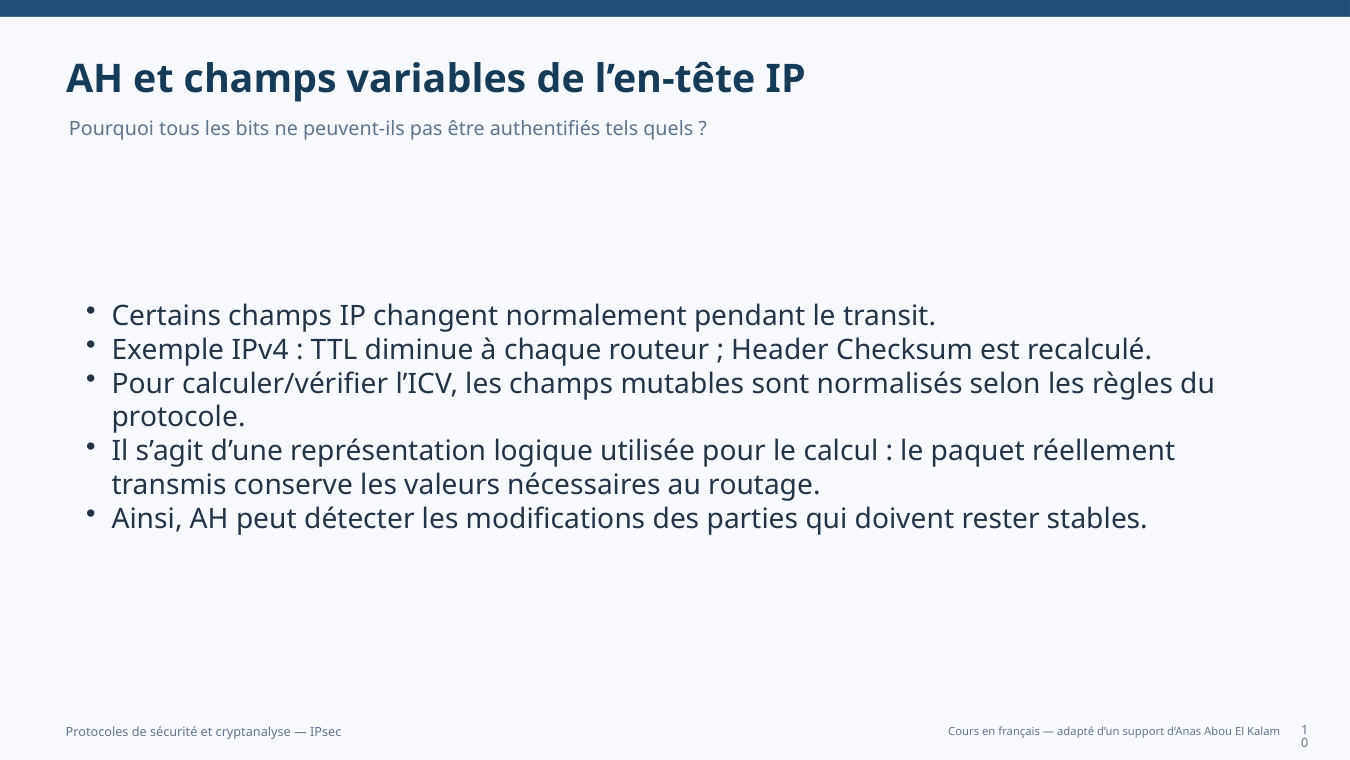 AH et champs variables de l’en-tête IP
Pourquoi tous les bits ne peuvent-ils pas être authentifiés tels quels ?
• Certains champs IP changent normalement pendant le transit.
• Exemple IPv4 : TTL diminue à chaque routeur ; Header Checksum est recalculé.
• Pour calculer/vérifier l’ICV, les champs mutables sont normalisés selon les règles du
protocole.
• Il s’agit d’une représentation logique utilisée pour le calcul : le paquet réellement
transmis conserve les valeurs nécessaires au routage.
• Ainsi, AH peut détecter les modifications des parties qui doivent rester stables.
Protocoles de sécurité et cryptanalyse — IPsec
Cours en français — adapté d’un support d’Anas Abou El Kalam
1
0